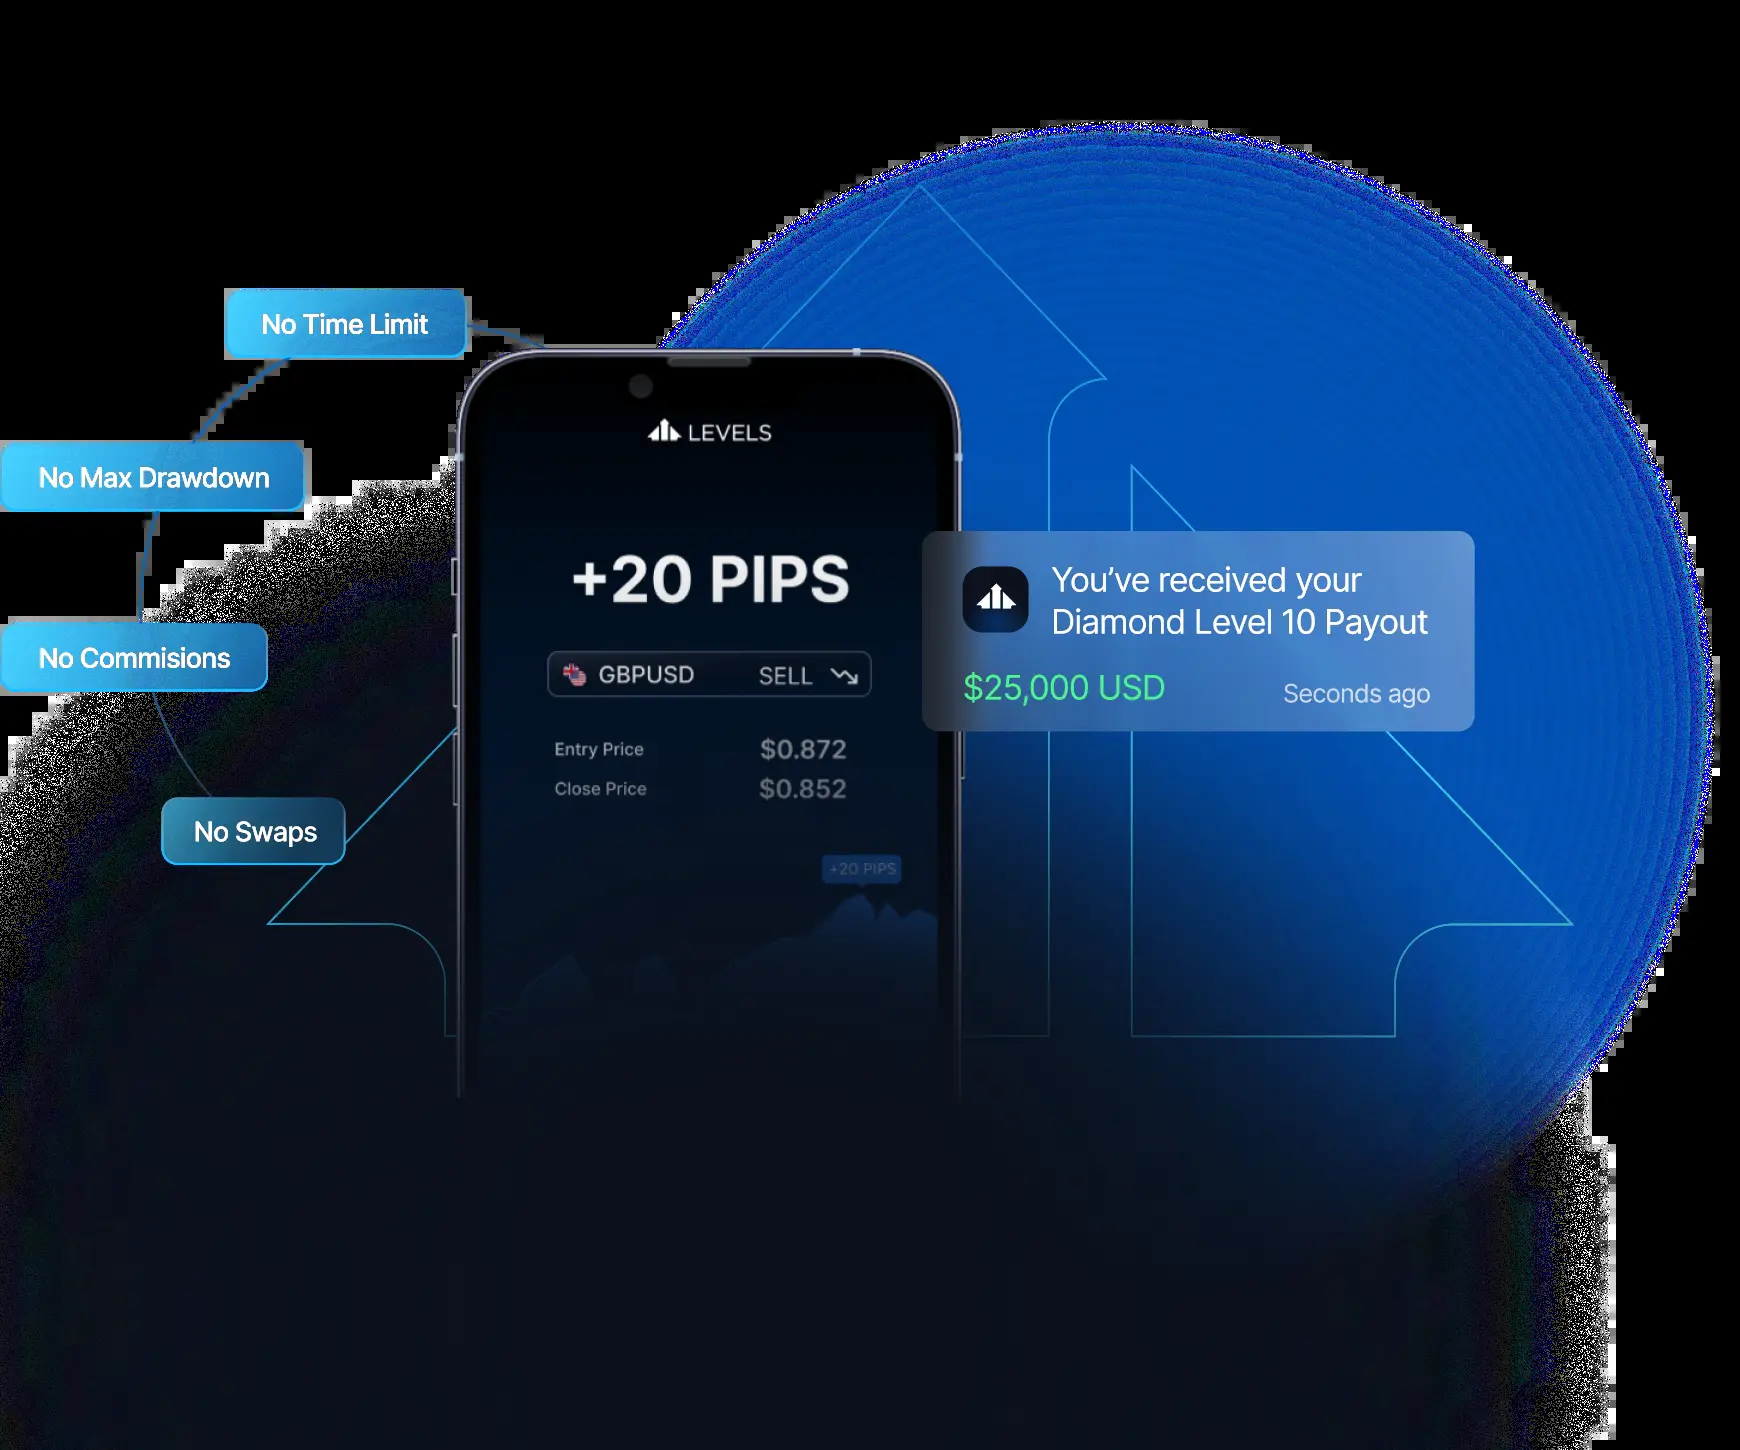 No Time Limit
No Max Drawdown
No Commisions
No Swaps
LEVELS
+20 PIPS
GBPUSD SELL
Entry Price $0.872
Close Price $0.852
+20 PIPS
You’ve received your
Diamond Level 10 Payout
$25,000 USD Seconds ago